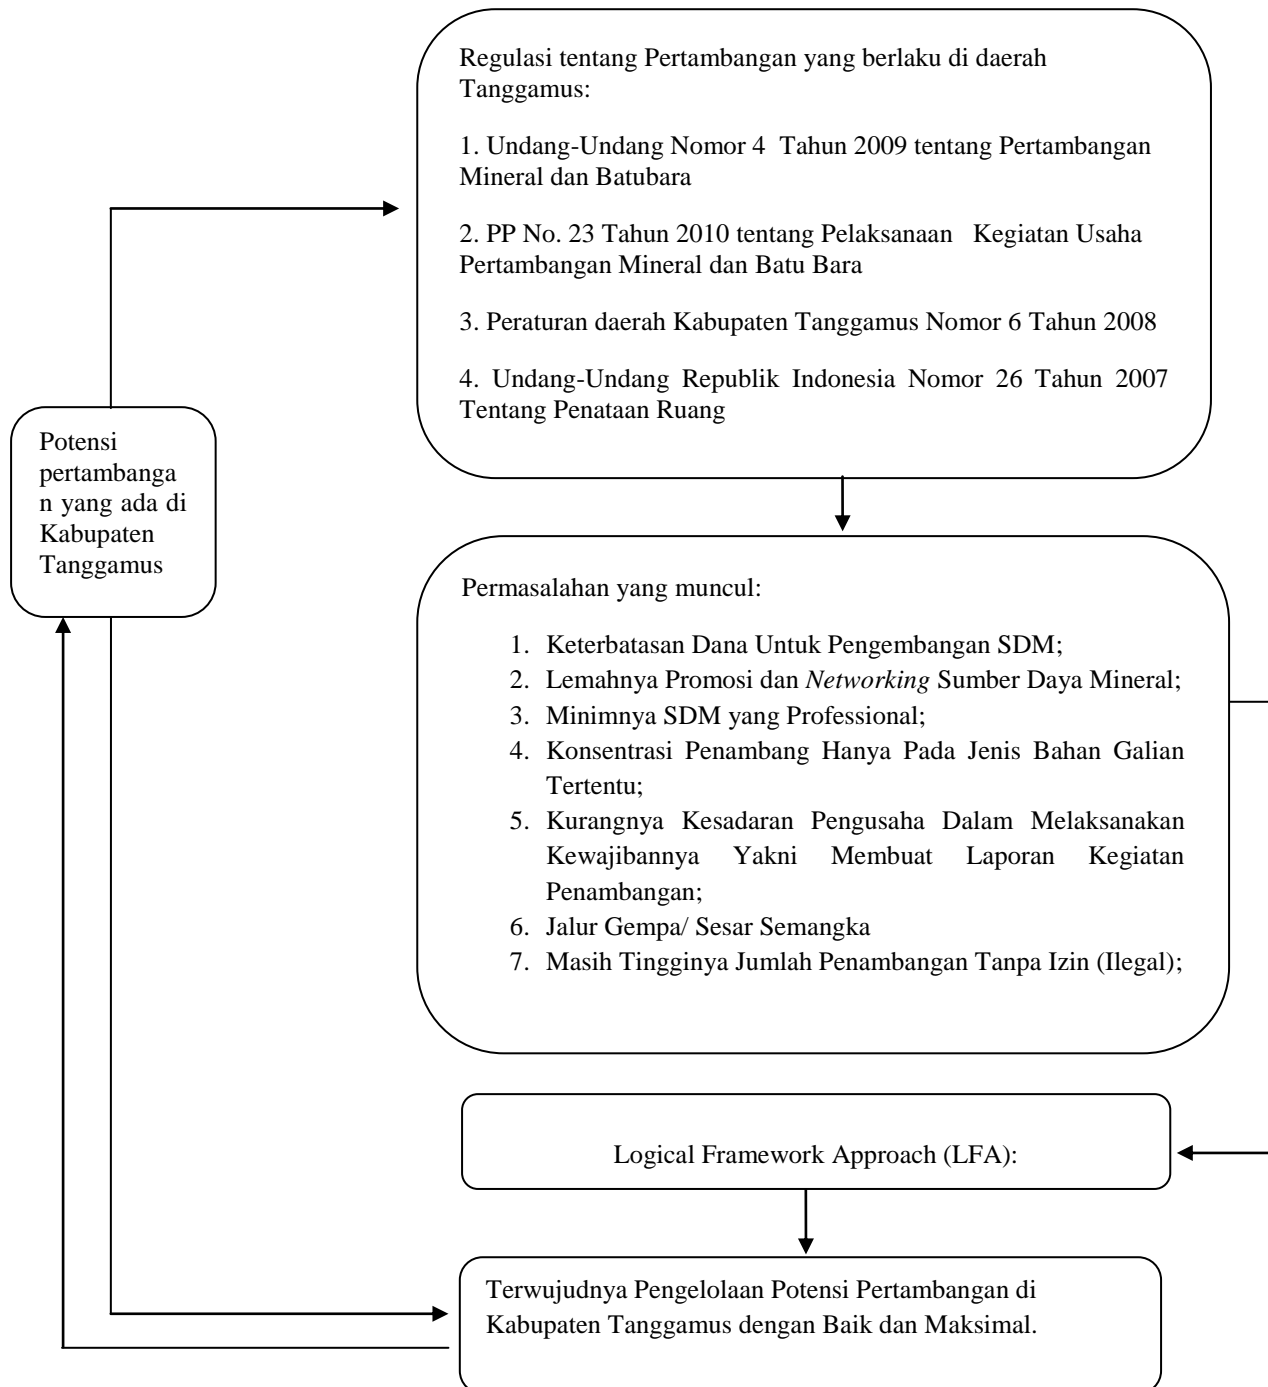 Regulasi tentang Pertambangan yang berlaku di daerah
Tanggamus:
1. Undang-Undang Nomor 4 Tahun 2009 tentang Pertambangan
Mineral dan Batubara
2. PP No. 23 Tahun 2010 tentang Pelaksanaan Kegiatan Usaha
Pertambangan Mineral dan Batu Bara
3. Peraturan daerah Kabupaten Tanggamus Nomor 6 Tahun 2008
4. Undang-Undang Republik Indonesia Nomor 26 Tahun 2007
Tentang Penataan Ruang
Potensi
pertambanga
n yang ada di
Kabupaten
Tanggamus
Permasalahan yang muncul:
1. Keterbatasan Dana Untuk Pengembangan SDM;
2. Lemahnya Promosi dan Networking Sumber Daya Mineral;
3. Minimnya SDM yang Professional;
4. Konsentrasi Penambang Hanya Pada Jenis Bahan Galian
Tertentu;
5. Kurangnya Kesadaran Pengusaha Dalam Melaksanakan
Kewajibannya Yakni Membuat Laporan Kegiatan
Penambangan;
6. Jalur Gempa/ Sesar Semangka
7. Masih Tingginya Jumlah Penambangan Tanpa Izin (Ilegal);
Logical Framework Approach (LFA):
Terwujudnya Pengelolaan Potensi Pertambangan di
Kabupaten Tanggamus dengan Baik dan Maksimal.